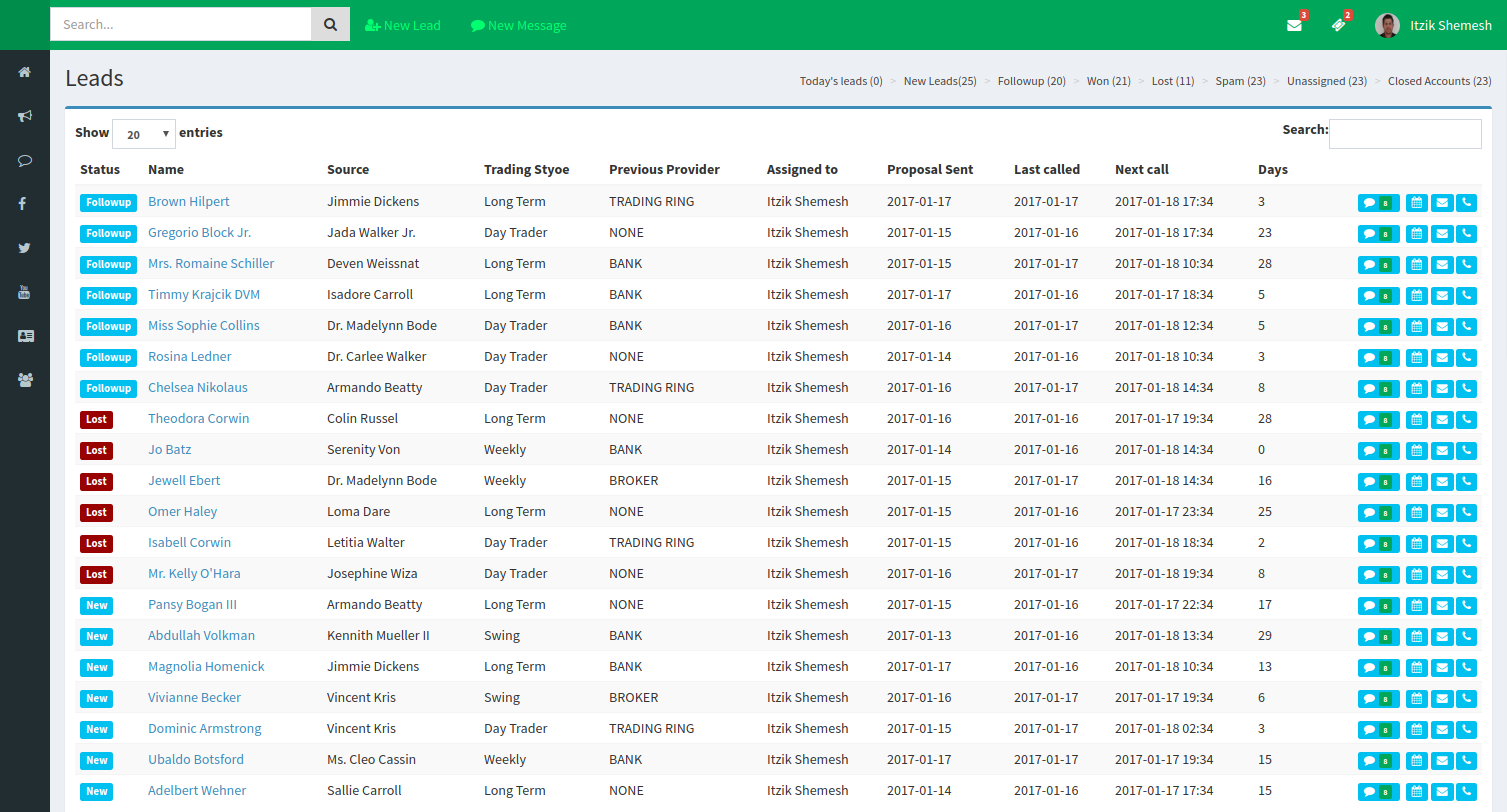 Search... New Lead New Message 3 2 Itzik Shemesh
Leads Today's leads (0) > New Leads(25) > Followup (20) > Won (21) > Lost (11) > Spam (23) > Unassigned (23) > Closed Accounts (23)
Show 20 entries Search:
Status Name Source Trading Styoe Previous Provider Assigned to Proposal Sent Last called Next call Days
Followup Brown Hilpert Jimmie Dickens Long Term TRADING RING Itzik Shemesh 2017-01-17 2017-01-17 2017-01-18 17:34 3 8
Followup Gregorio Block Jr. Jada Walker Jr. Day Trader NONE Itzik Shemesh 2017-01-15 2017-01-16 2017-01-18 17:34 23 8
Followup Mrs. Romaine Schiller Deven Weissnat Long Term BANK Itzik Shemesh 2017-01-15 2017-01-17 2017-01-18 10:34 28 8
Followup Timmy Krajcik DVM Isadore Carroll Long Term BANK Itzik Shemesh 2017-01-17 2017-01-16 2017-01-17 18:34 5 8
Followup Miss Sophie Collins Dr. Madelynn Bode Day Trader BANK Itzik Shemesh 2017-01-16 2017-01-17 2017-01-18 12:34 5 8
Followup Rosina Ledner Dr. Carlee Walker Day Trader NONE Itzik Shemesh 2017-01-14 2017-01-16 2017-01-18 10:34 3 8
Followup Chelsea Nikolaus Armando Beatty Day Trader TRADING RING Itzik Shemesh 2017-01-16 2017-01-17 2017-01-18 14:34 8 8
Lost Theodora Corwin Colin Russel Long Term NONE Itzik Shemesh 2017-01-16 2017-01-16 2017-01-17 19:34 28 8
Lost Jo Batz Serenity Von Weekly BANK Itzik Shemesh 2017-01-14 2017-01-16 2017-01-18 14:34 0 8
Lost Jewell Ebert Dr. Madelynn Bode Weekly BROKER Itzik Shemesh 2017-01-15 2017-01-17 2017-01-18 14:34 16 8
Lost Omer Haley Loma Dare Long Term NONE Itzik Shemesh 2017-01-15 2017-01-16 2017-01-17 23:34 25 8
Lost Isabell Corwin Letitia Walter Day Trader TRADING RING Itzik Shemesh 2017-01-15 2017-01-16 2017-01-18 18:34 2 8
Lost Mr. Kelly O'Hara Josephine Wiza Day Trader NONE Itzik Shemesh 2017-01-16 2017-01-17 2017-01-18 19:34 8 8
New Pansy Bogan III Armando Beatty Long Term NONE Itzik Shemesh 2017-01-15 2017-01-16 2017-01-17 22:34 17 8
New Abdullah Volkman Kennith Mueller II Swing BANK Itzik Shemesh 2017-01-13 2017-01-16 2017-01-18 13:34 29 8
New Magnolia Homenick Jimmie Dickens Long Term BANK Itzik Shemesh 2017-01-17 2017-01-16 2017-01-18 10:34 13 8
New Vivianne Becker Vincent Kris Swing BROKER Itzik Shemesh 2017-01-16 2017-01-17 2017-01-17 19:34 6 8
New Dominic Armstrong Vincent Kris Day Trader TRADING RING Itzik Shemesh 2017-01-15 2017-01-17 2017-01-18 02:34 3 8
New Ubaldo Botsford Ms. Cleo Cassin Weekly BANK Itzik Shemesh 2017-01-17 2017-01-17 2017-01-17 19:34 15 8
New Adelbert Wehner Sallie Carroll Long Term NONE Itzik Shemesh 2017-01-14 2017-01-16 2017-01-17 17:34 15 8